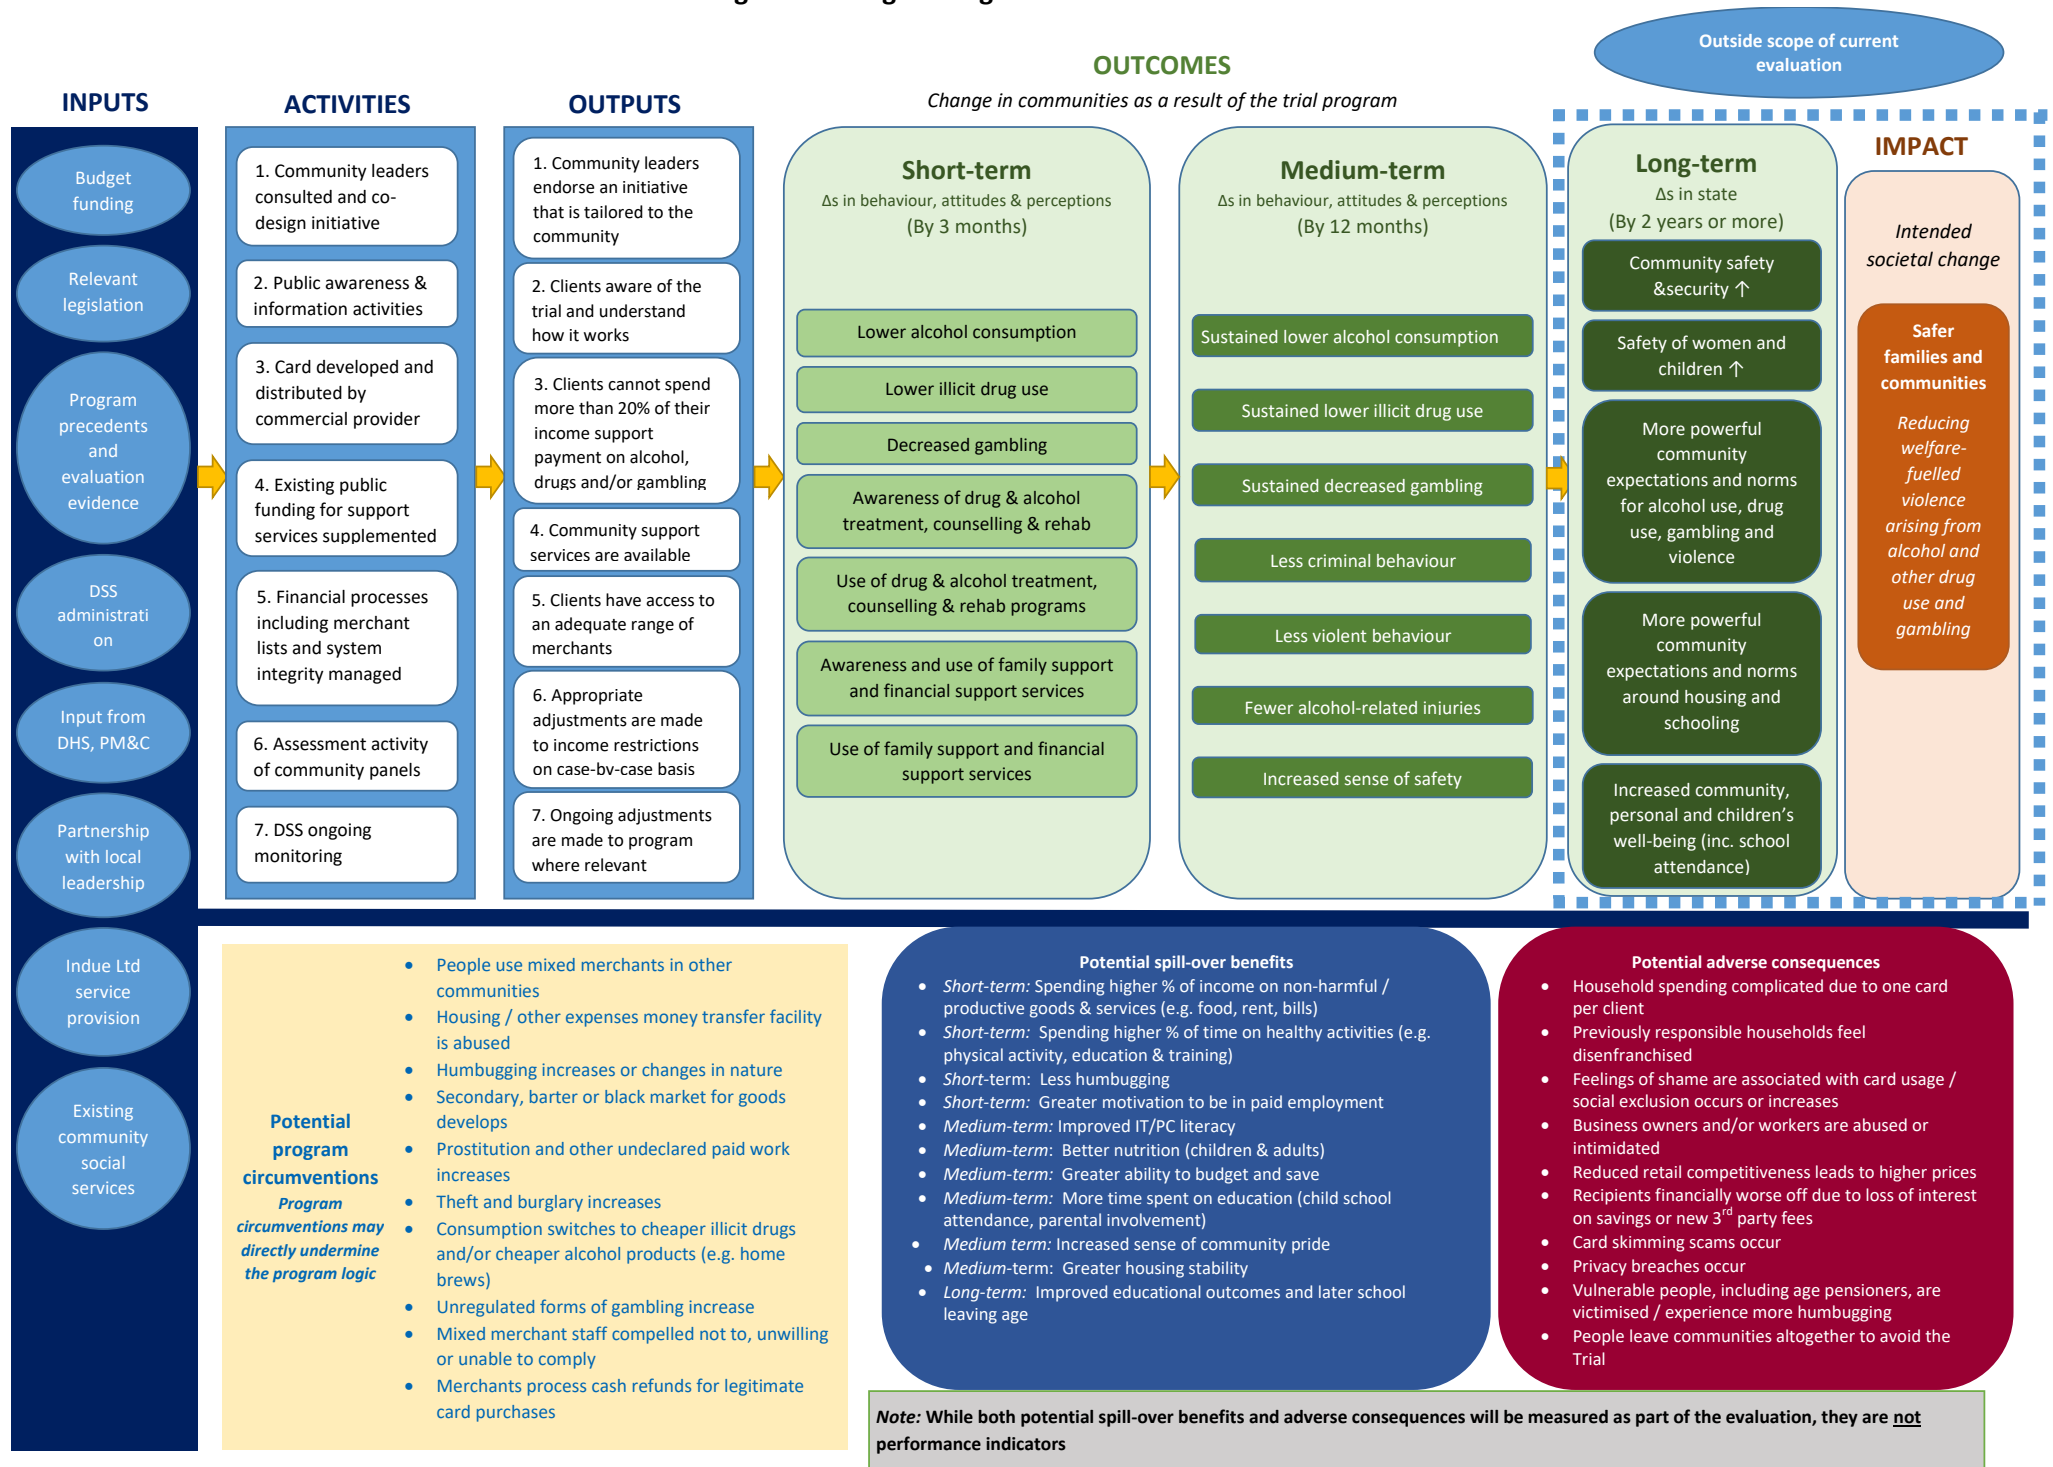 OUTCOMES
Change in communities as a result of the trial program
Outside scope of current
evaluation
INPUTS
Budget
funding
Relevant
legislation
Program
precedents
and
evaluation
evidence
DSS
administrati
on
Input from
DHS, PM&C
Partnership
with local
leadership
Indue Ltd
service
provision
Existing
community
social
services
ACTIVITIES
1. Community leaders
consulted and co-
design initiative
2. Public awareness &
information activities
3. Card developed and
distributed by
commercial provider
4. Existing public
funding for support
services supplemented
5. Financial processes
including merchant
lists and system
integrity managed
6. Assessment activity
of community panels
7. DSS ongoing
monitoring
OUTPUTS
1. Community leaders
endorse an initiative
that is tailored to the
community
2. Clients aware of the
trial and understand
how it works
3. Clients cannot spend
more than 20% of their
income support
payment on alcohol,
drugs and/or gambling
4. Community support
services are available
5. Clients have access to
an adequate range of
merchants
6. Appropriate
adjustments are made
to income restrictions
on case-by-case basis
7. Ongoing adjustments
are made to program
where relevant
Short-term
Δs in behaviour, attitudes & perceptions
(By 3 months)
Lower alcohol consumption
Lower illicit drug use
Decreased gambling
Awareness of drug & alcohol
treatment, counselling & rehab
Use of drug & alcohol treatment,
counselling & rehab programs
Awareness and use of family support
and financial support services
Use of family support and financial
support services
Medium-term
Δs in behaviour, attitudes & perceptions
(By 12 months)
Sustained lower alcohol consumption
Sustained lower illicit drug use
Sustained decreased gambling
Less criminal behaviour
Less violent behaviour
Fewer alcohol-related injuries
Increased sense of safety
Long-term
Δs in state
(By 2 years or more)
Community safety
&security ↑
Safety of women and
children ↑
More powerful
community
expectations and norms
for alcohol use, drug
use, gambling and
violence
More powerful
community
expectations and norms
around housing and
schooling
Increased community,
personal and children's
well-being (inc. school
attendance)
IMPACT
Intended
societal change
Safer
families and
communities
Reducing
welfare-
fuelled
violence
arising from
alcohol and
other drug
use and
gambling
Potential
program
circumventions
Program
circumventions may
directly undermine
the program logic
• People use mixed merchants in other
communities
• Housing / other expenses money transfer facility
is abused
• Humbugging increases or changes in nature
• Secondary, barter or black market for goods
develops
• Prostitution and other undeclared paid work
increases
• Theft and burglary increases
• Consumption switches to cheaper illicit drugs
and/or cheaper alcohol products (e.g. home
brews)
• Unregulated forms of gambling increase
• Mixed merchant staff compelled not to, unwilling
or unable to comply
• Merchants process cash refunds for legitimate
card purchases
Potential spill-over benefits
• Short-term: Spending higher % of income on non-harmful /
productive goods & services (e.g. food, rent, bills)
• Short-term: Spending higher % of time on healthy activities (e.g.
physical activity, education & training)
• Short-term: Less humbugging
• Short-term: Greater motivation to be in paid employment
• Medium-term: Improved IT/PC literacy
• Medium-term: Better nutrition (children & adults)
• Medium-term: Greater ability to budget and save
• Medium-term: More time spent on education (child school
attendance, parental involvement)
• Medium term: Increased sense of community pride
• Medium-term: Greater housing stability
• Long-term: Improved educational outcomes and later school
leaving age
Potential adverse consequences
• Household spending complicated due to one card
per client
• Previously responsible households feel
disenfranchised
• Feelings of shame are associated with card usage /
social exclusion occurs or increases
• Business owners and/or workers are abused or
intimidated
• Reduced retail competitiveness leads to higher prices
• Recipients financially worse off due to loss of interest
on savings or new 3rd party fees
• Card skimming scams occur
• Privacy breaches occur
• Vulnerable people, including age pensioners, are
victimised / experience more humbugging
• People leave communities altogether to avoid the
Trial
Note: While both potential spill-over benefits and adverse consequences will be measured as part of the evaluation, they are not
performance indicators